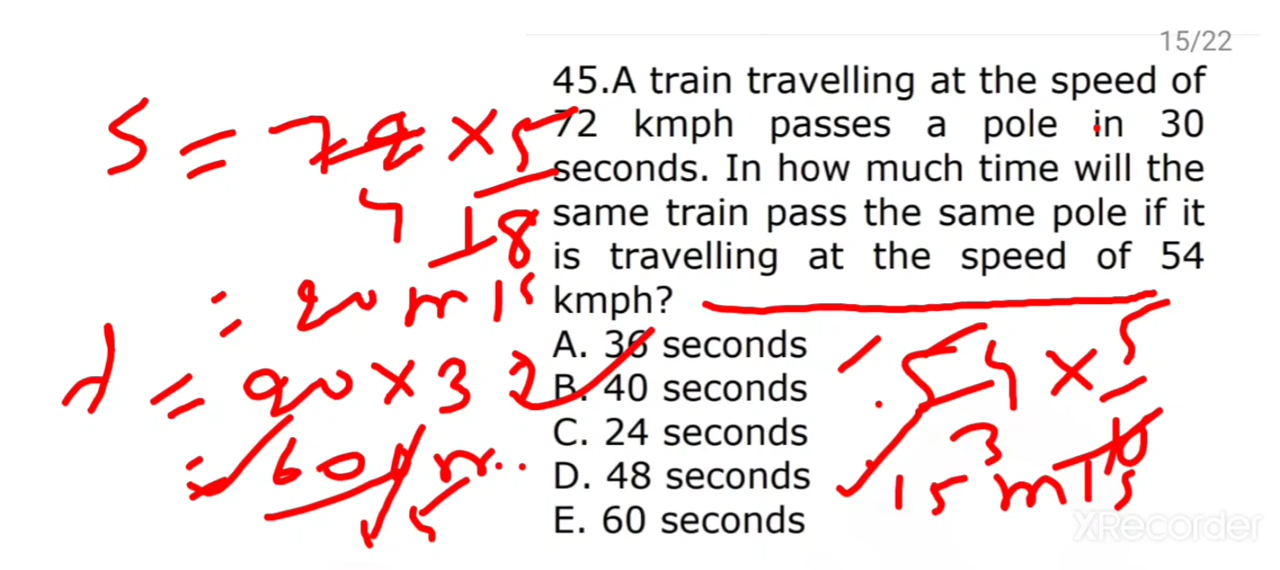 15/22
45.A train travelling at the speed of
72 kmph passes a pole in 30
seconds. In how much time will the
same train pass the same pole if it
is travelling at the speed of 54
kmph?
A. 36 seconds
B. 40 seconds
C. 24 seconds
D. 48 seconds
E. 60 seconds
S = 72 × 5
4 18
= 20 m/s
d = 20 × 30
= 600 m
54 × 5
3 18
15 m/s
XRecorder